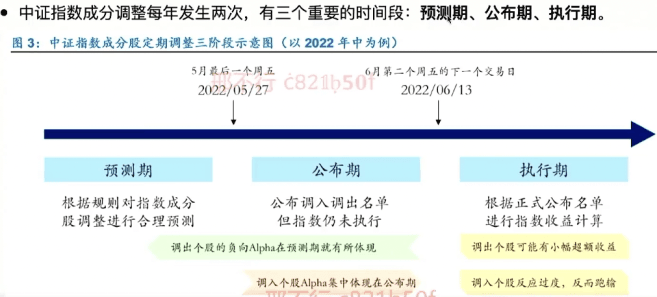 • 中证指数成分调整每年发生两次，有三个重要的时间段：预测期、公布期、执行期。
图 3：中证指数成分股定期调整三阶段示意图（以 2022 年中为例）
5月最后一个周五
6月第二个周五的下一个交易日
2022/05/27
2022/06/13
预测期
公布期
执行期
根据规则对指数成分
股调整进行合理预测
公布调入调出名单
但指数仍未执行
根据正式公布名单
进行指数收益计算
调出个股的负向Alpha在预测期就有所体现
调出个股可能有小幅超额收益
调入个股Alpha集中体现在公布期
调入个股反应过度，反而跑输